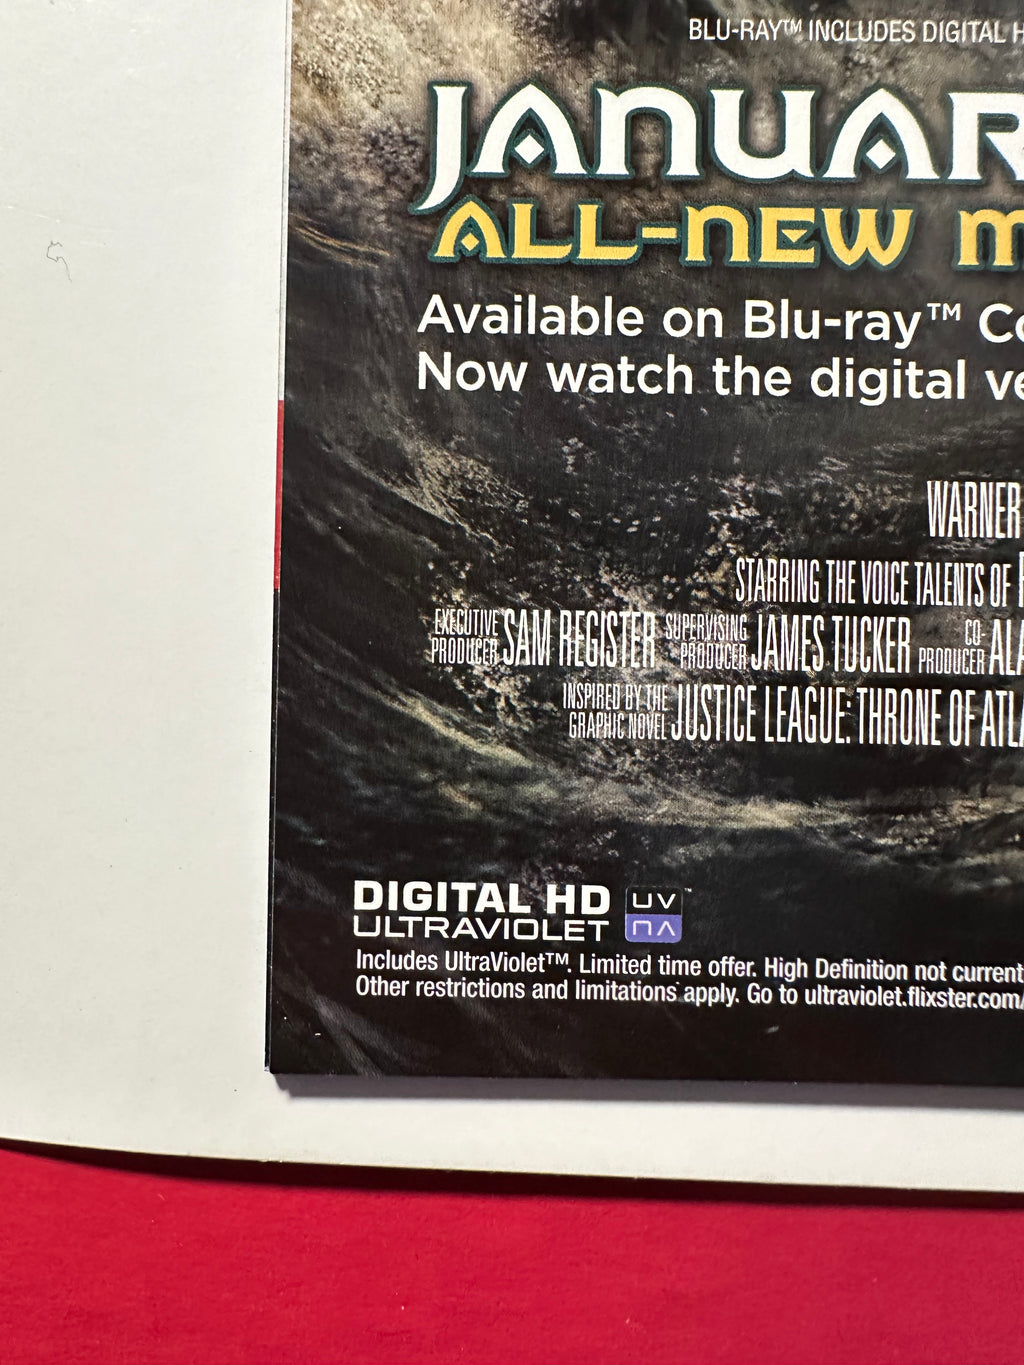 BLU-RAY™ INCLUDES DIGITAL
JANUAR
ALL-NEW
Available on Blu-ray™
Now watch the digital
WARNER
STARRING THE VOICE TALENTS OF
EXECUTIVE PRODUCER SAM REGISTER SUPERVISING PRODUCER JAMES TUCKER CO-PRODUCER
INSPIRED BY THE GRAPHIC NOVEL JUSTICE LEAGUE: THRONE OF ATLA
DIGITAL HD UV
ULTRAVIOLET
Includes UltraViolet™. Limited time offer. High Definition not current
Other restrictions and limitations apply. Go to ultraviolet.flixster.com/